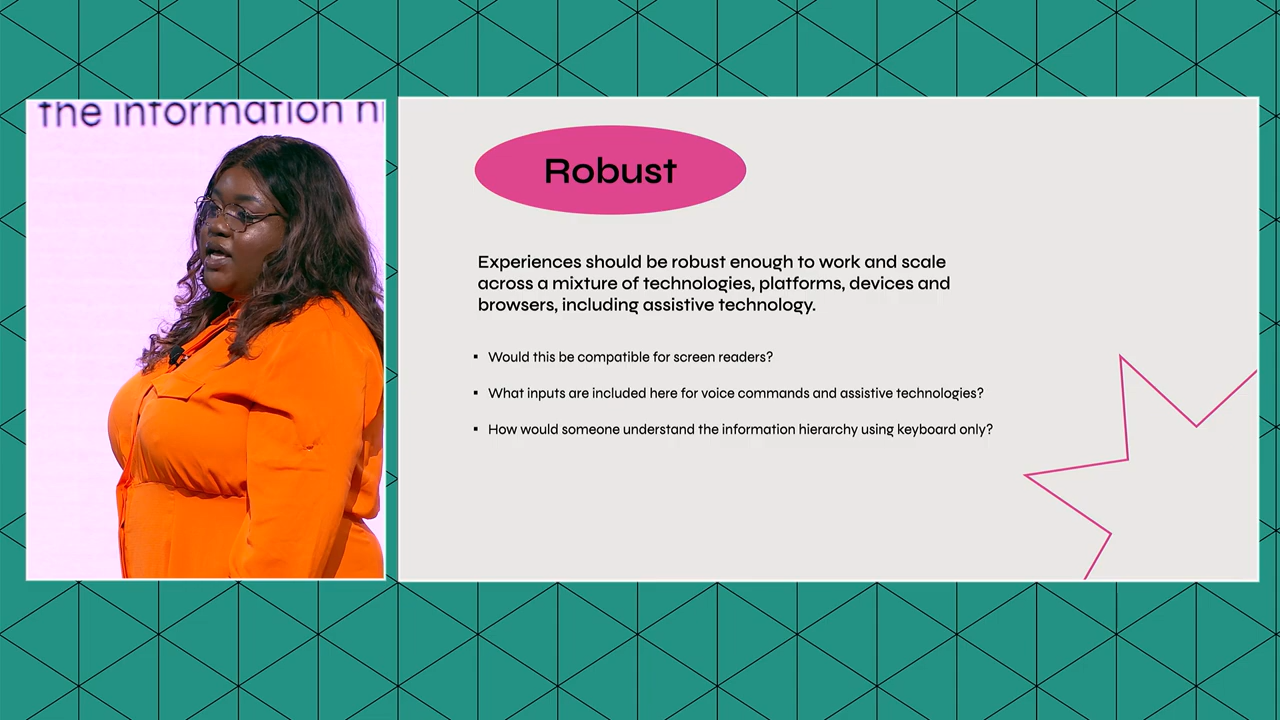 the information hi
Robust
Experiences should be robust enough to work and scale
across a mixture of technologies, platforms, devices and
browsers, including assistive technology.
▪ Would this be compatible for screen readers?
▪ What inputs are included here for voice commands and assistive technologies?
▪ How would someone understand the information hierarchy using keyboard only?